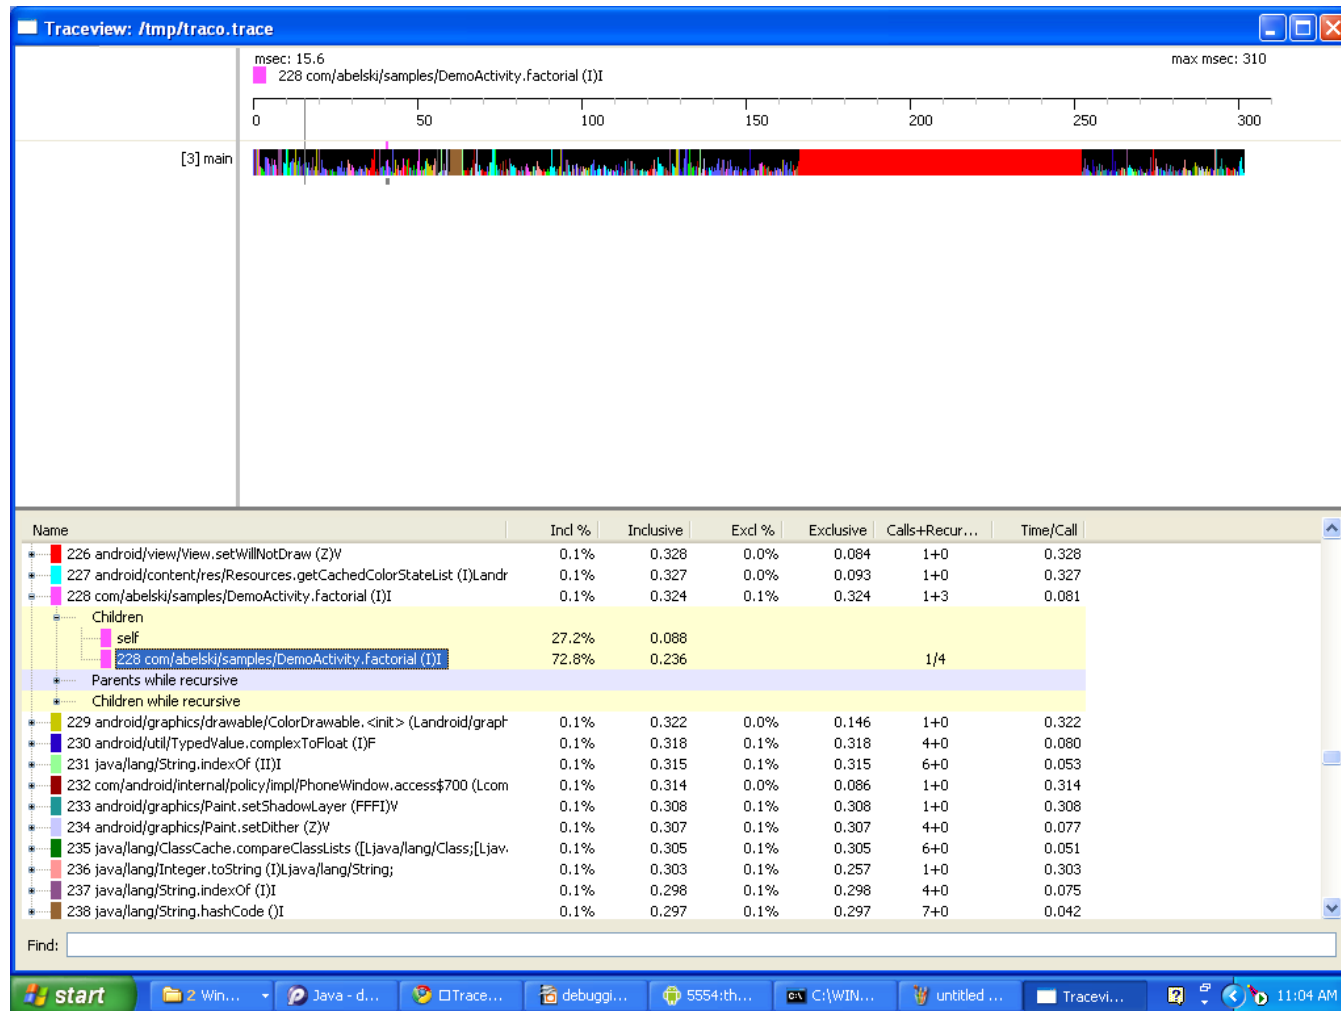 Traceview: /tmp/traco.trace
msec: 15.6 max msec: 310
228 com/abelski/samples/DemoActivity.factorial (I)I
0 50 100 150 200 250 300
[3] main
Name Incl % Inclusive Excl % Exclusive Calls+Recur... Time/Call
226 android/view/View.setWillNotDraw (Z)V 0.1% 0.328 0.0% 0.084 1+0 0.328
227 android/content/res/Resources.getCachedColorStateList (I)Landr 0.1% 0.327 0.0% 0.093 1+0 0.327
228 com/abelski/samples/DemoActivity.factorial (I)I 0.1% 0.324 0.1% 0.324 1+3 0.081
Children
self 27.2% 0.088
228 com/abelski/samples/DemoActivity.factorial (I)I 72.8% 0.236 1/4
Parents while recursive
Children while recursive
229 android/graphics/drawable/ColorDrawable.<init> (Landroid/graph 0.1% 0.322 0.0% 0.146 1+0 0.322
230 android/util/TypedValue.complexToFloat (I)F 0.1% 0.318 0.1% 0.318 4+0 0.080
231 java/lang/String.indexOf (II)I 0.1% 0.315 0.1% 0.315 6+0 0.053
232 com/android/internal/policy/impl/PhoneWindow.access$700 (Lcom 0.1% 0.314 0.0% 0.086 1+0 0.314
233 android/graphics/Paint.setShadowLayer (FFFI)V 0.1% 0.308 0.1% 0.308 1+0 0.308
234 android/graphics/Paint.setDither (Z)V 0.1% 0.307 0.1% 0.307 4+0 0.077
235 java/lang/ClassCache.compareClassLists ([Ljava/lang/Class;[Ljav 0.1% 0.305 0.1% 0.305 6+0 0.051
236 java/lang/Integer.toString (I)Ljava/lang/String; 0.1% 0.303 0.1% 0.257 1+0 0.303
237 java/lang/String.indexOf (I)I 0.1% 0.298 0.1% 0.298 4+0 0.075
238 java/lang/String.hashCode ()I 0.1% 0.297 0.1% 0.297 7+0 0.042
Find:
start 2 Win... Java - d... Trace... debuggi... 5554:th... C:\WIN... untitled ... Tracevi... 11:04 AM